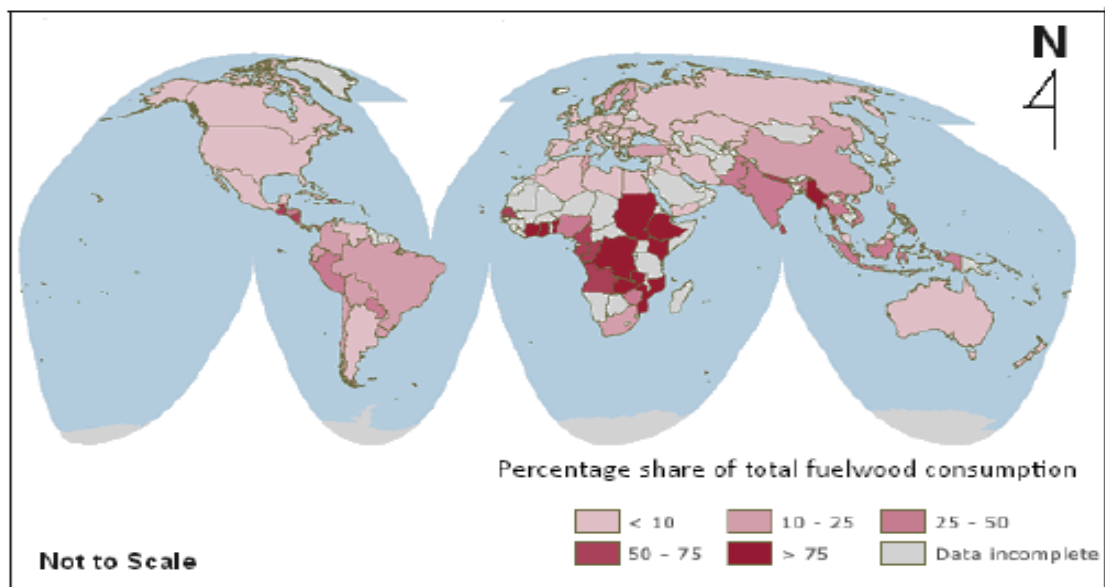 N
Percentage share of total fuelwood consumption
< 10 10 - 25 25 - 50
50 - 75 > 75 Data incomplete
Not to Scale